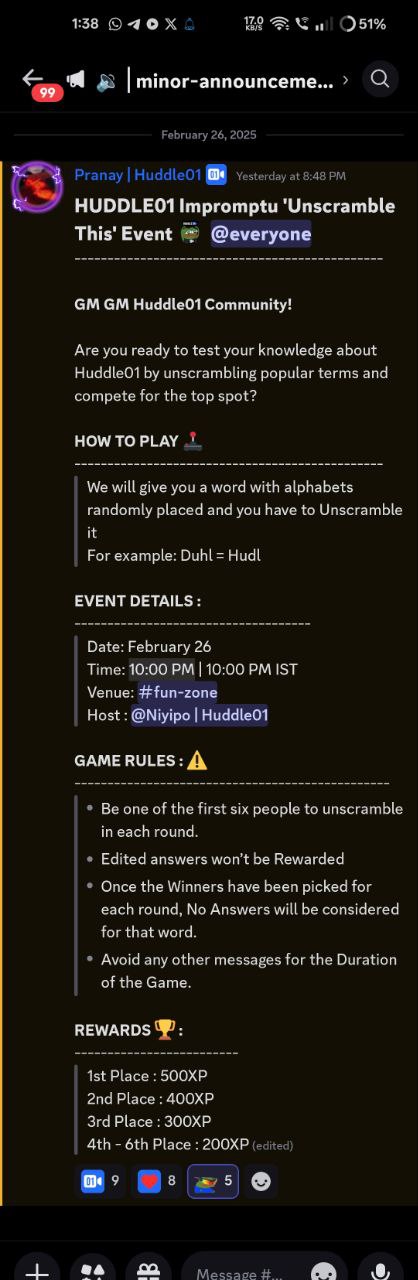 1:38 17.0 KB/S 51%
99 minor-announceme... ›
February 26, 2025
Pranay | Huddle01 01 Yesterday at 8:48 PM
HUDDLE01 Impromptu 'Unscramble
This' Event @everyone
-------------------------------------------------
GM GM Huddle01 Community!
Are you ready to test your knowledge about
Huddle01 by unscrambling popular terms and
compete for the top spot?
HOW TO PLAY
-------------------------------------------------
We will give you a word with alphabets
randomly placed and you have to Unscramble
it
For example: Duhl = Hudl
EVENT DETAILS :
-------------------------------------
Date: February 26
Time: 10:00 PM | 10:00 PM IST
Venue: #fun-zone
Host : @Niyipo | Huddle01
GAME RULES : ⚠️
--------------------------------------------------
• Be one of the first six people to unscramble
in each round.
• Edited answers won't be Rewarded
• Once the Winners have been picked for
each round, No Answers will be considered
for that word.
• Avoid any other messages for the Duration
of the Game.
REWARDS 🏆 :
--------------------------
1st Place : 500XP
2nd Place : 400XP
3rd Place : 300XP
4th - 6th Place : 200XP (edited)
01 9 8 5
Message #...